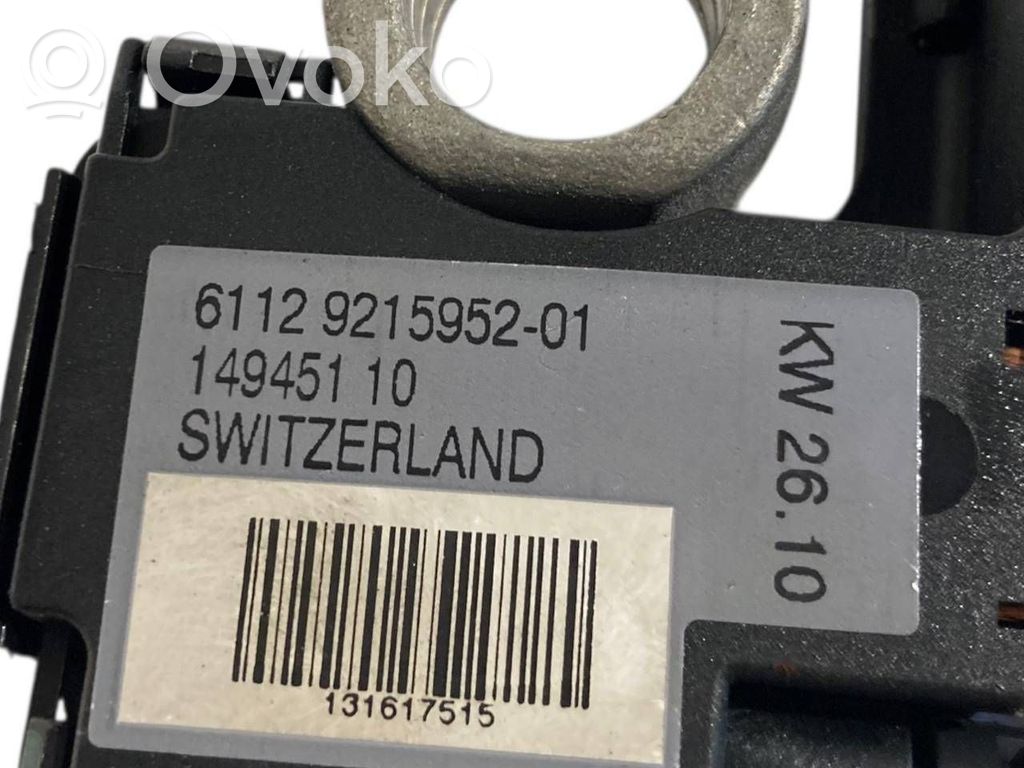 Ovoko
6112 9215952-01
149451 10
SWITZERLAND
KW 26.10
131617515